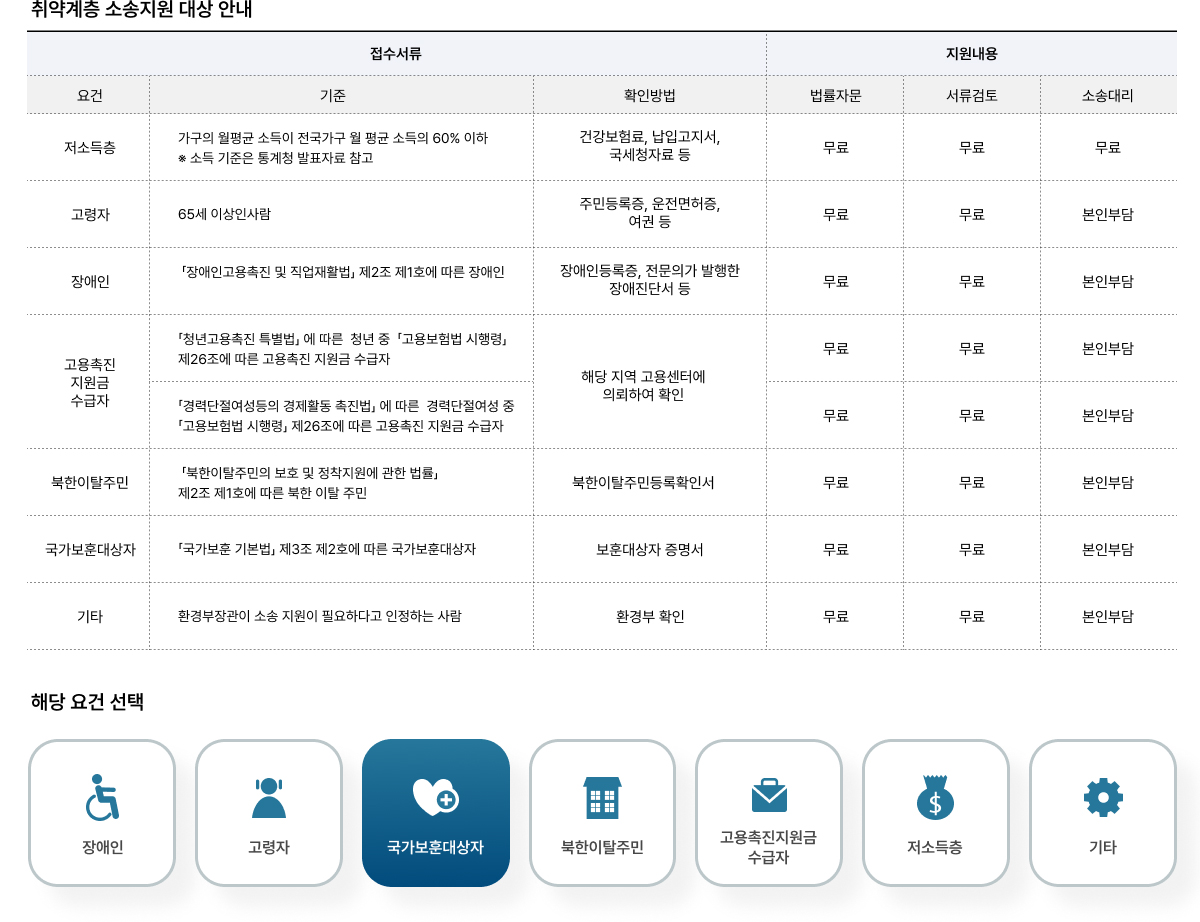 취약계층 소송지원 대상 안내
접수서류 지원내용
요건 기준 확인방법 법률자문 서류검토 소송대리
저소득층
가구의 월평균 소득이 전국가구 월 평균 소득의 60% 이하
※ 소득 기준은 통계청 발표자료 참고
건강보험료, 납입고지서,
국세청자료 등
무료 무료 무료
고령자
65세 이상인사람
주민등록증, 운전면허증,
여권 등
무료 무료 본인부담
장애인
「장애인고용촉진 및 직업재활법」 제2조 제1호에 따른 장애인
장애인등록증, 전문의가 발행한
장애진단서 등
무료 무료 본인부담
고용촉진
지원금
수급자
「청년고용촉진 특별법」 에 따른 청년 중 「고용보험법 시행령」
제26조에 따른 고용촉진 지원금 수급자
해당 지역 고용센터에
의뢰하여 확인
무료 무료 본인부담
「경력단절여성등의 경제활동 촉진법」 에 따른 경력단절여성 중
「고용보험법 시행령」 제26조에 따른 고용촉진 지원금 수급자
무료 무료 본인부담
북한이탈주민
「북한이탈주민의 보호 및 정착지원에 관한 법률」
제2조 제1호에 따른 북한 이탈 주민
북한이탈주민등록확인서
무료 무료 본인부담
국가보훈대상자
「국가보훈 기본법」 제3조 제2호에 따른 국가보훈대상자
보훈대상자 증명서
무료 무료 본인부담
기타
환경부장관이 소송 지원이 필요하다고 인정하는 사람
환경부 확인
무료 무료 본인부담
해당 요건 선택
장애인
고령자
국가보훈대상자
북한이탈주민
고용촉진지원금
수급자
$
저소득층
기타